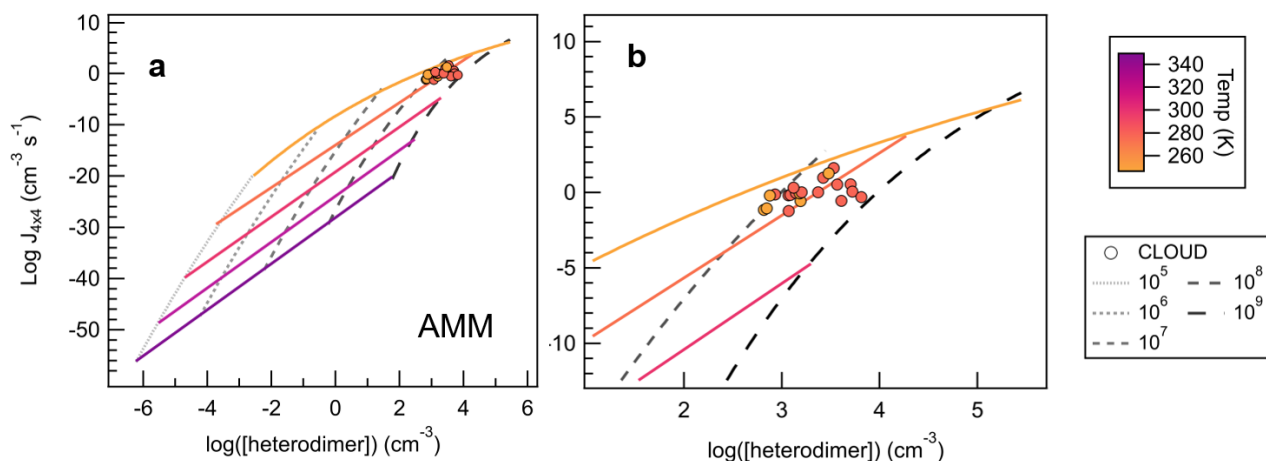 a
10
0
-10
-20
-30
-40
-50
Log J4x4 (cm-3 s-1)
AMM
-6 -4 -2 0 2 4 6
log([heterodimer]) (cm-3)
b
10
5
0
-5
-10
2 3 4 5
log([heterodimer]) (cm-3)
340
320
300
280
260
Temp (K)
CLOUD
10^5 10^8
10^6 10^9
10^7